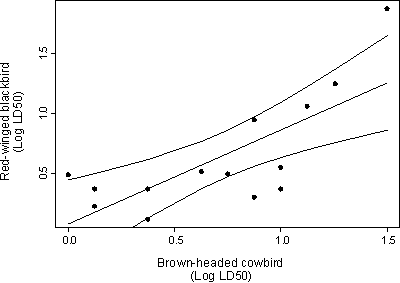 Red-winged blackbird
(Log LD50)
1.5
1.0
0.5
0.0 0.5 1.0 1.5
Brown-headed cowbird
(Log LD50)